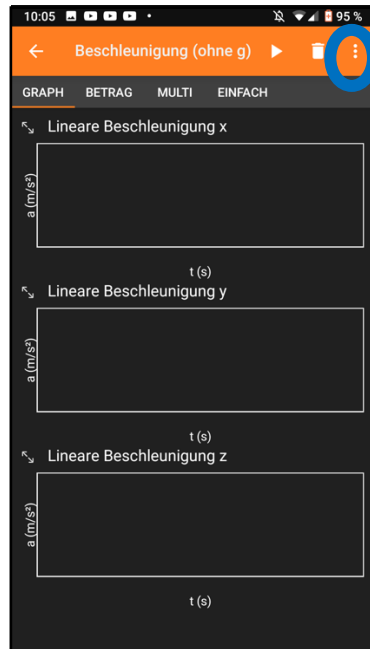 10:05 95 %
Beschleunigung (ohne g)
GRAPH BETRAG MULTI EINFACH
Lineare Beschleunigung x
a (m/s²)
t (s)
Lineare Beschleunigung y
a (m/s²)
t (s)
Lineare Beschleunigung z
a (m/s²)
t (s)